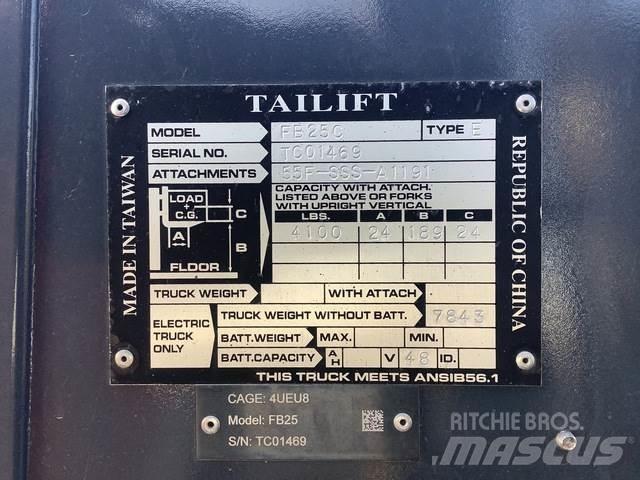 TAILIFT
MADE IN TAIWAN
REPUBLIC OF CHINA
MODEL FB25C TYPE E
SERIAL NO. TC01469
ATTACHMENTS 55F-SSS-A1191
CAPACITY WITH ATTACH.
LISTED ABOVE OR FORKS
WITH UPRIGHT VERTICAL
LOAD
+
C.G.
C
A
B
FLDOR
LBS. A B C
4100 24 189 24
TRUCK WEIGHT WITH ATTACH
ELECTRIC
TRUCK
ONLY
TRUCK WEIGHT WITHOUT BATT. 7843
BATT.WEIGHT MAX. MIN.
BATT.CAPACITY AH V 48 ID.
THIS TRUCK MEETS ANSIB56.1
CAGE: 4UEU8
Model: FB25
S/N: TC01469
RITCHIE BROS.
MASCUS